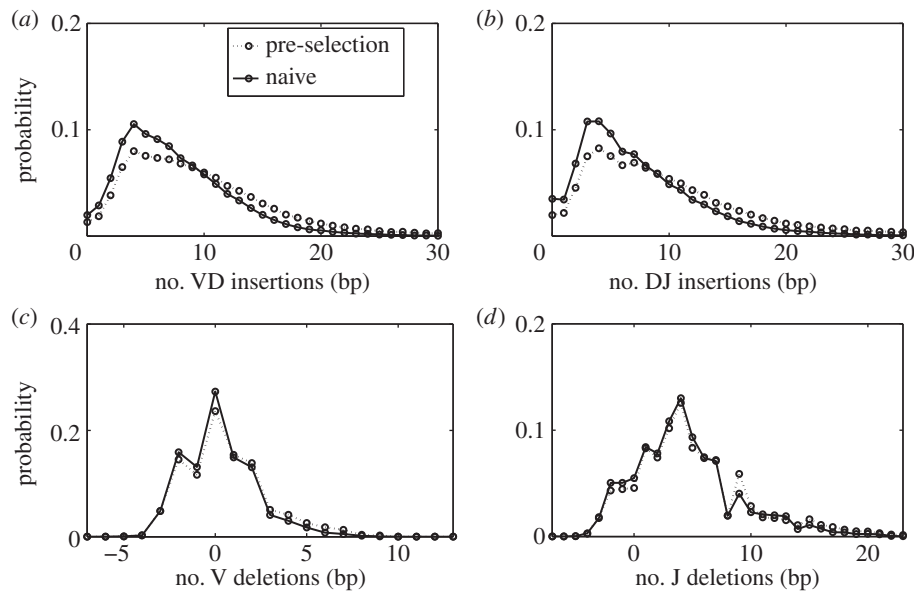 (a)
0.2
pre-selection
naive
0.1
probability
0
0 10 20 30
no. VD insertions (bp)
(b)
0.2
0.1
0
0 10 20 30
no. DJ insertions (bp)
(c)
0.4
0.2
probability
0
−5 0 5 10
no. V deletions (bp)
(d)
0.2
0.1
0
0 10 20
no. J deletions (bp)